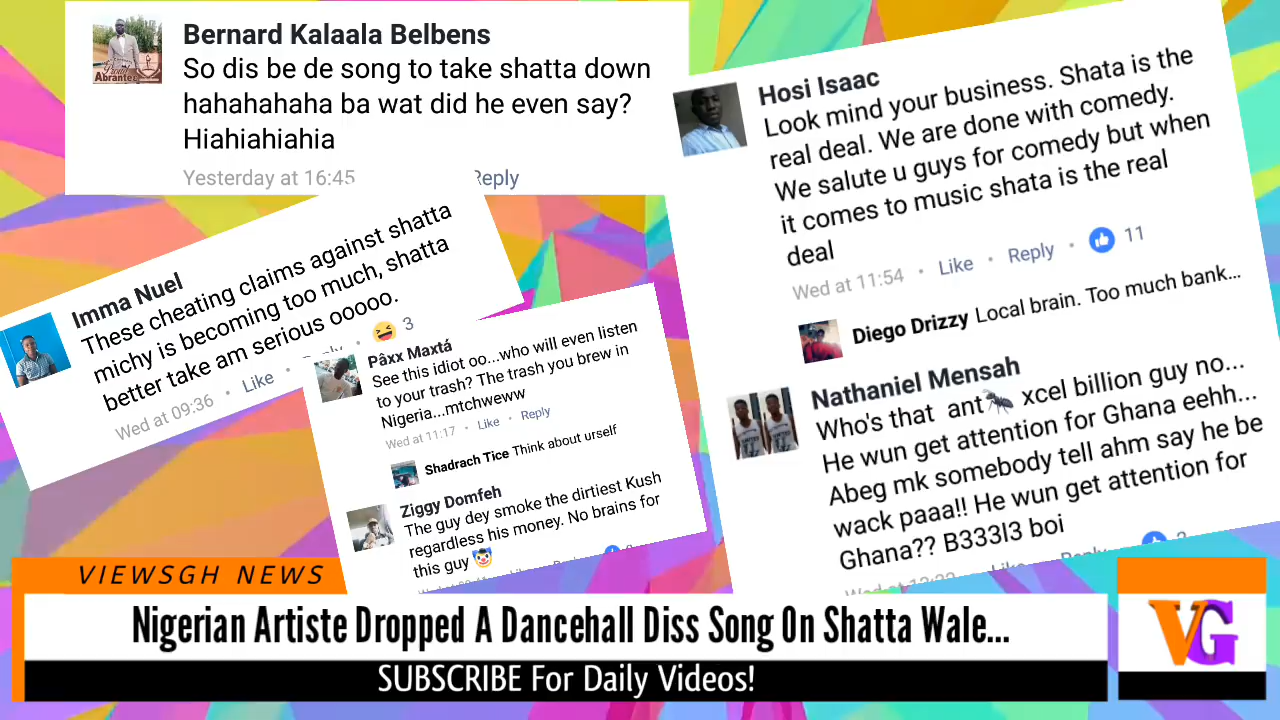 Bernard Kalaala Belbens
So dis be de song to take shatta down
hahahahaha ba wat did he even say?
Hiahiahiahia
Yesterday at 16:45 Reply
Abrantee
Imma Nuel
These cheating claims against shatta
michy is becoming too much, shatta
better take am serious ooooo.
Wed at 09:36 • Like • 3
Pâxx Maxtá
See this idiot oo...who will even listen
to your trash? The trash you brew in
Nigeria...mtchweww
Wed at 11:17 • Like • Reply
Shadrach Tice Think about urself
Ziggy Domfeh
The guy dey smoke the dirtiest Kush
regardless his money. No brains for
this guy 🤡
Hosi Isaac
Look mind your business. Shata is the
real deal. We are done with comedy.
We salute u guys for comedy but when
it comes to music shata is the real
deal
Wed at 11:54 • Like • Reply • 11
Diego Drizzy Local brain. Too much bank...
Nathaniel Mensah
Who's that ant🐜 xcel billion guy no...
He wun get attention for Ghana eehh...
Abeg mk somebody tell ahm say he be
wack paaa!! He wun get attention for
Ghana?? B333l3 boi
VIEWSGH NEWS
Nigerian Artiste Dropped A Dancehall Diss Song On Shatta Wale...
SUBSCRIBE For Daily Videos!
VG